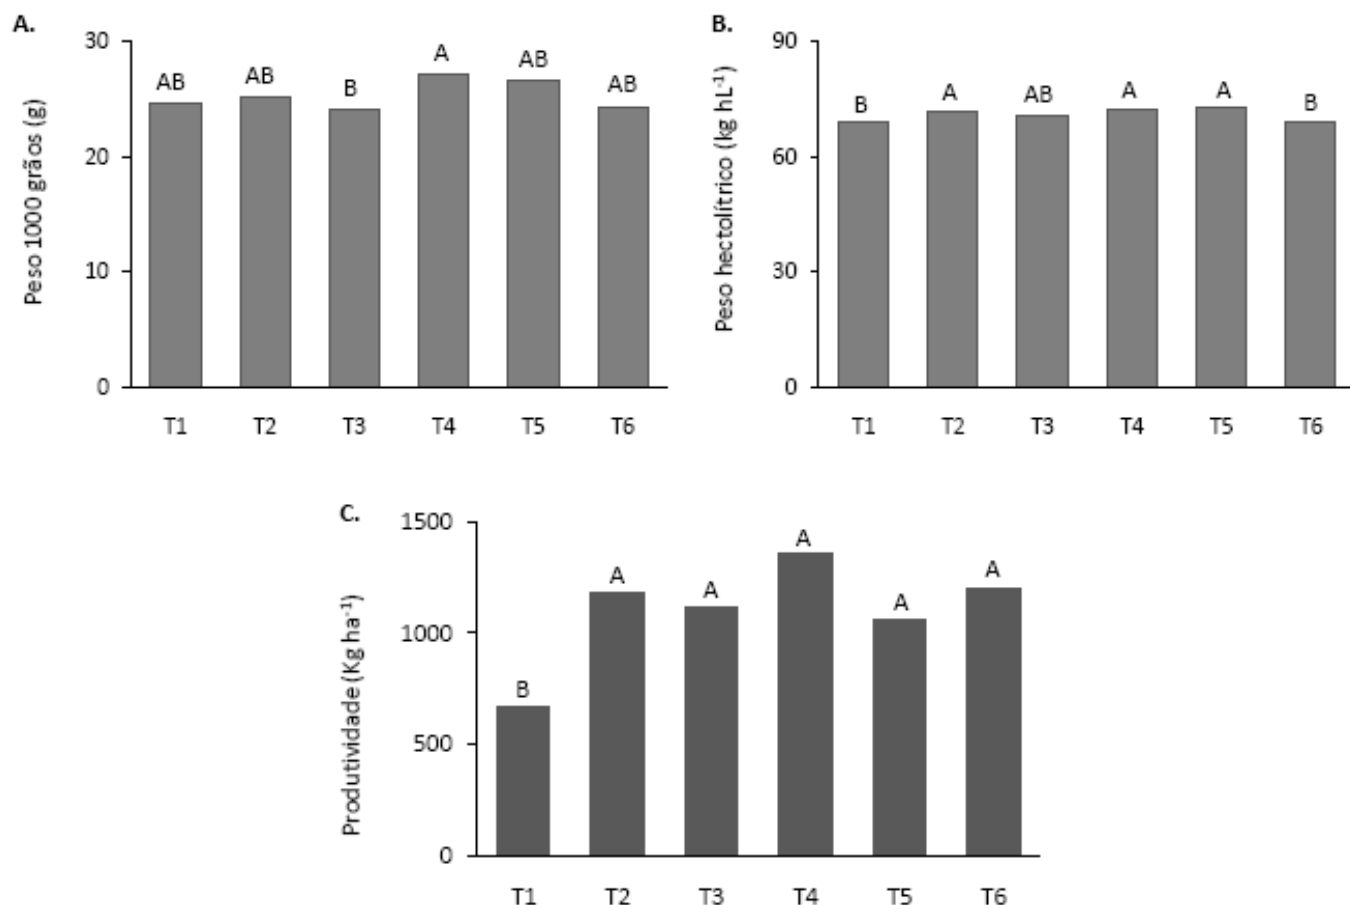 A.
Peso 1000 grãos (g)
30
20
10
0
AB
AB
B
A
AB
AB
T1 T2 T3 T4 T5 T6
B.
Peso hectolítrico (kg hL⁻¹)
90
60
30
0
B
A
AB
A
A
B
T1 T2 T3 T4 T5 T6
C.
Produtividade (Kg ha⁻¹)
1500
1000
500
0
B
A
A
A
A
A
T1 T2 T3 T4 T5 T6